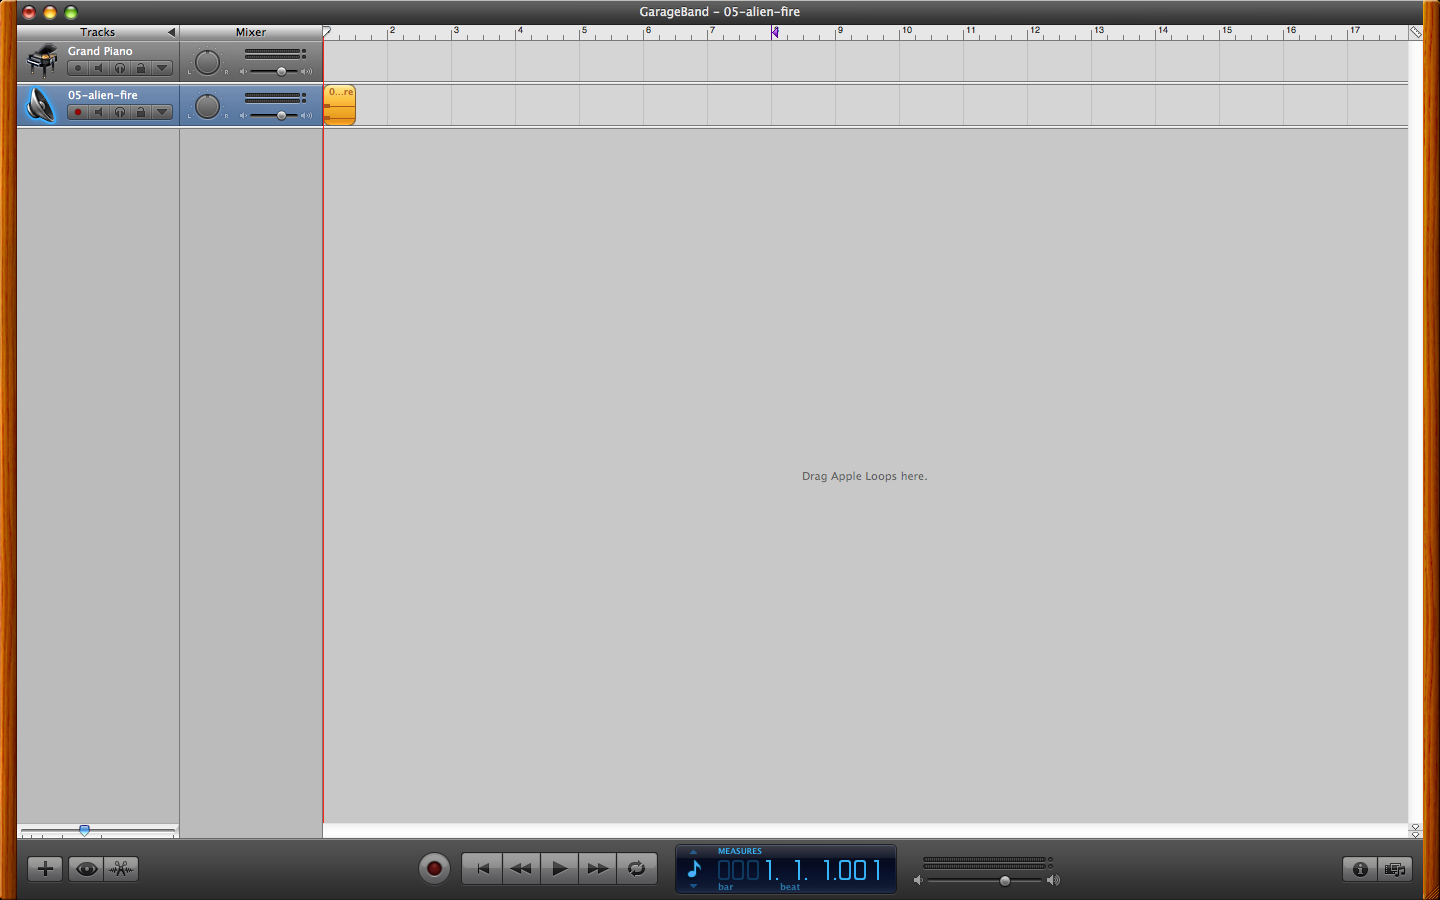 GarageBand - 05-alien-fire
Tracks Mixer
2 3 4 5 6 7 8 9 10 11 12 13 14 15 16 17
Grand Piano
L R
05-alien-fire
L R
0...re
Drag Apple Loops here.
MEASURES
0001. 1. 1.001
bar beat